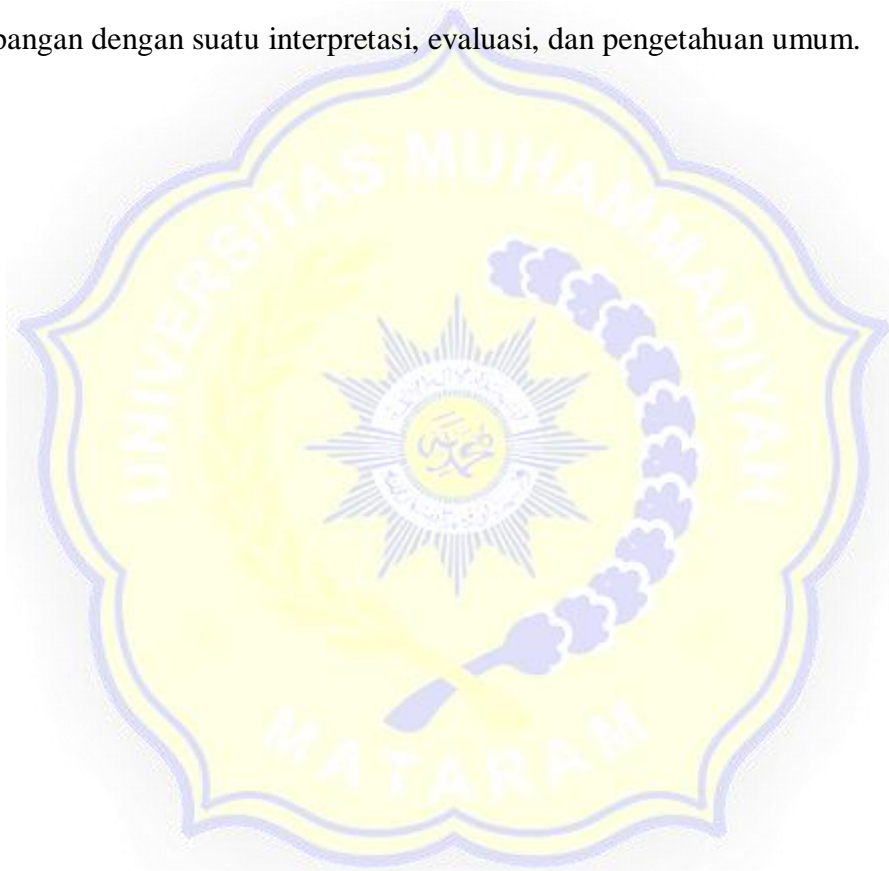 pangan dengan suatu interpretasi, evaluasi, dan pengetahuan umum.
UNIVERSITAS MUHAMMADIYAH
MATARAM